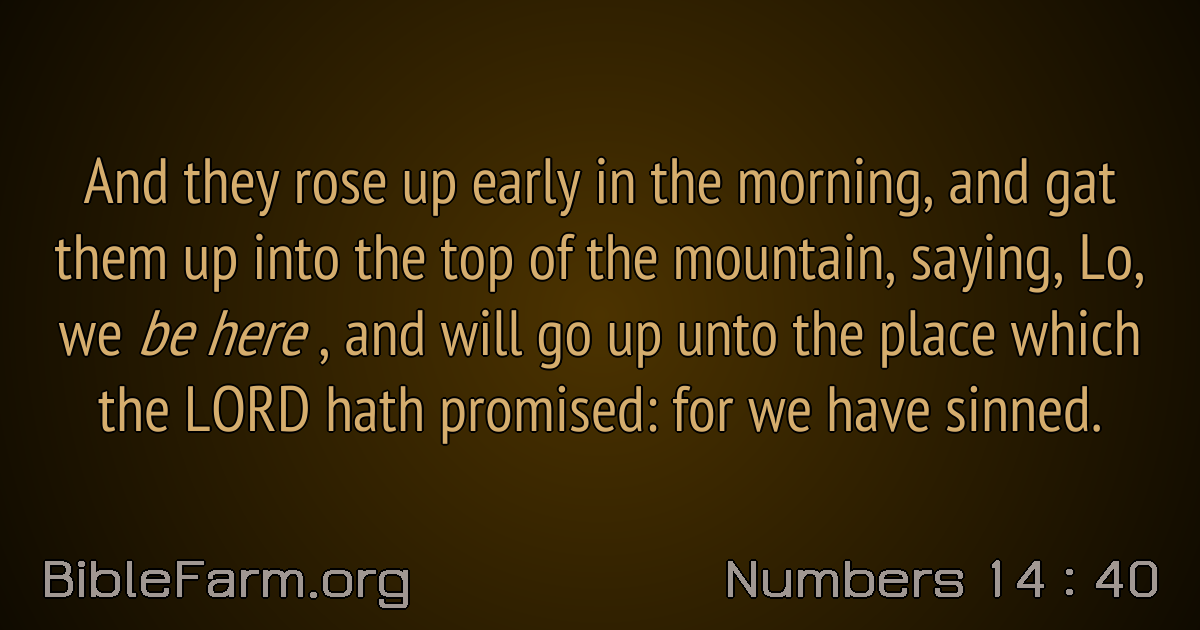 And they rose up early in the morning, and gat
them up into the top of the mountain, saying, Lo,
we be here , and will go up unto the place which
the LORD hath promised: for we have sinned.
BibleFarm.org
Numbers 14 : 40